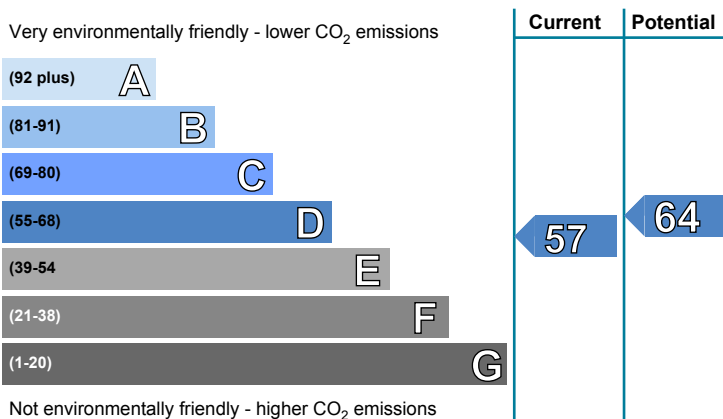 Current Potential
Very environmentally friendly - lower CO2 emissions
(92 plus) A
(81-91) B
(69-80) C
(55-68) D
57 64
(39-54 E
(21-38) F
(1-20) G
Not environmentally friendly - higher CO2 emissions